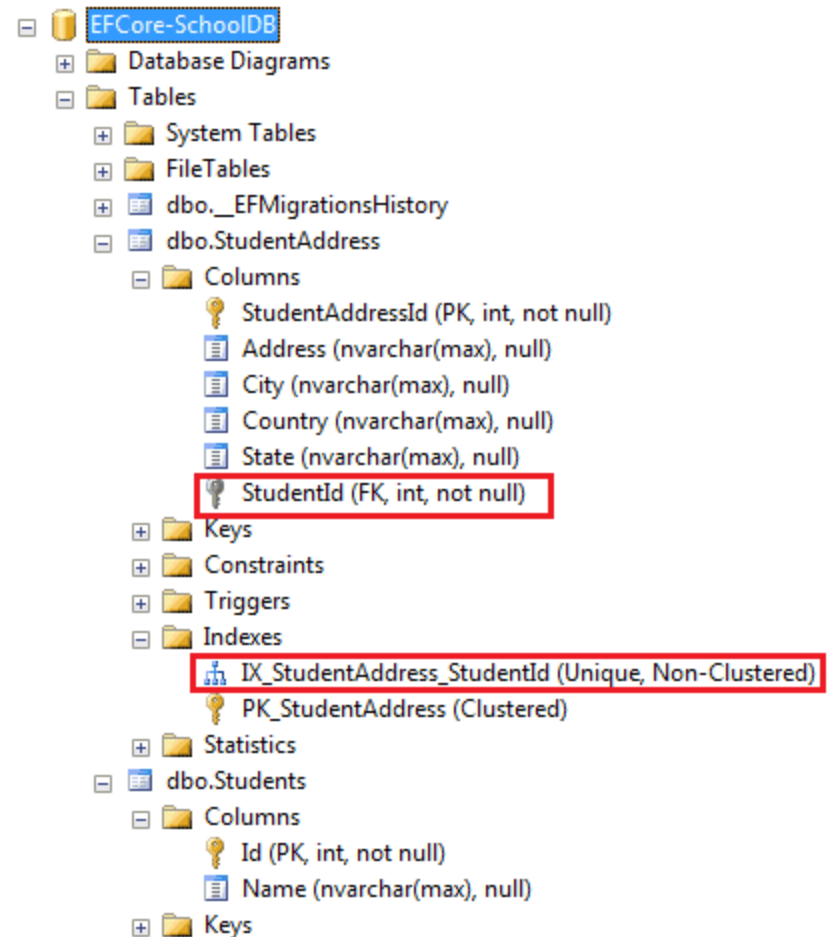 EFCore-SchoolDB
Database Diagrams
Tables
System Tables
FileTables
dbo.__EFMigrationsHistory
dbo.StudentAddress
Columns
StudentAddressId (PK, int, not null)
Address (nvarchar(max), null)
City (nvarchar(max), null)
Country (nvarchar(max), null)
State (nvarchar(max), null)
StudentId (FK, int, not null)
Keys
Constraints
Triggers
Indexes
IX_StudentAddress_StudentId (Unique, Non-Clustered)
PK_StudentAddress (Clustered)
Statistics
dbo.Students
Columns
Id (PK, int, not null)
Name (nvarchar(max), null)
Keys